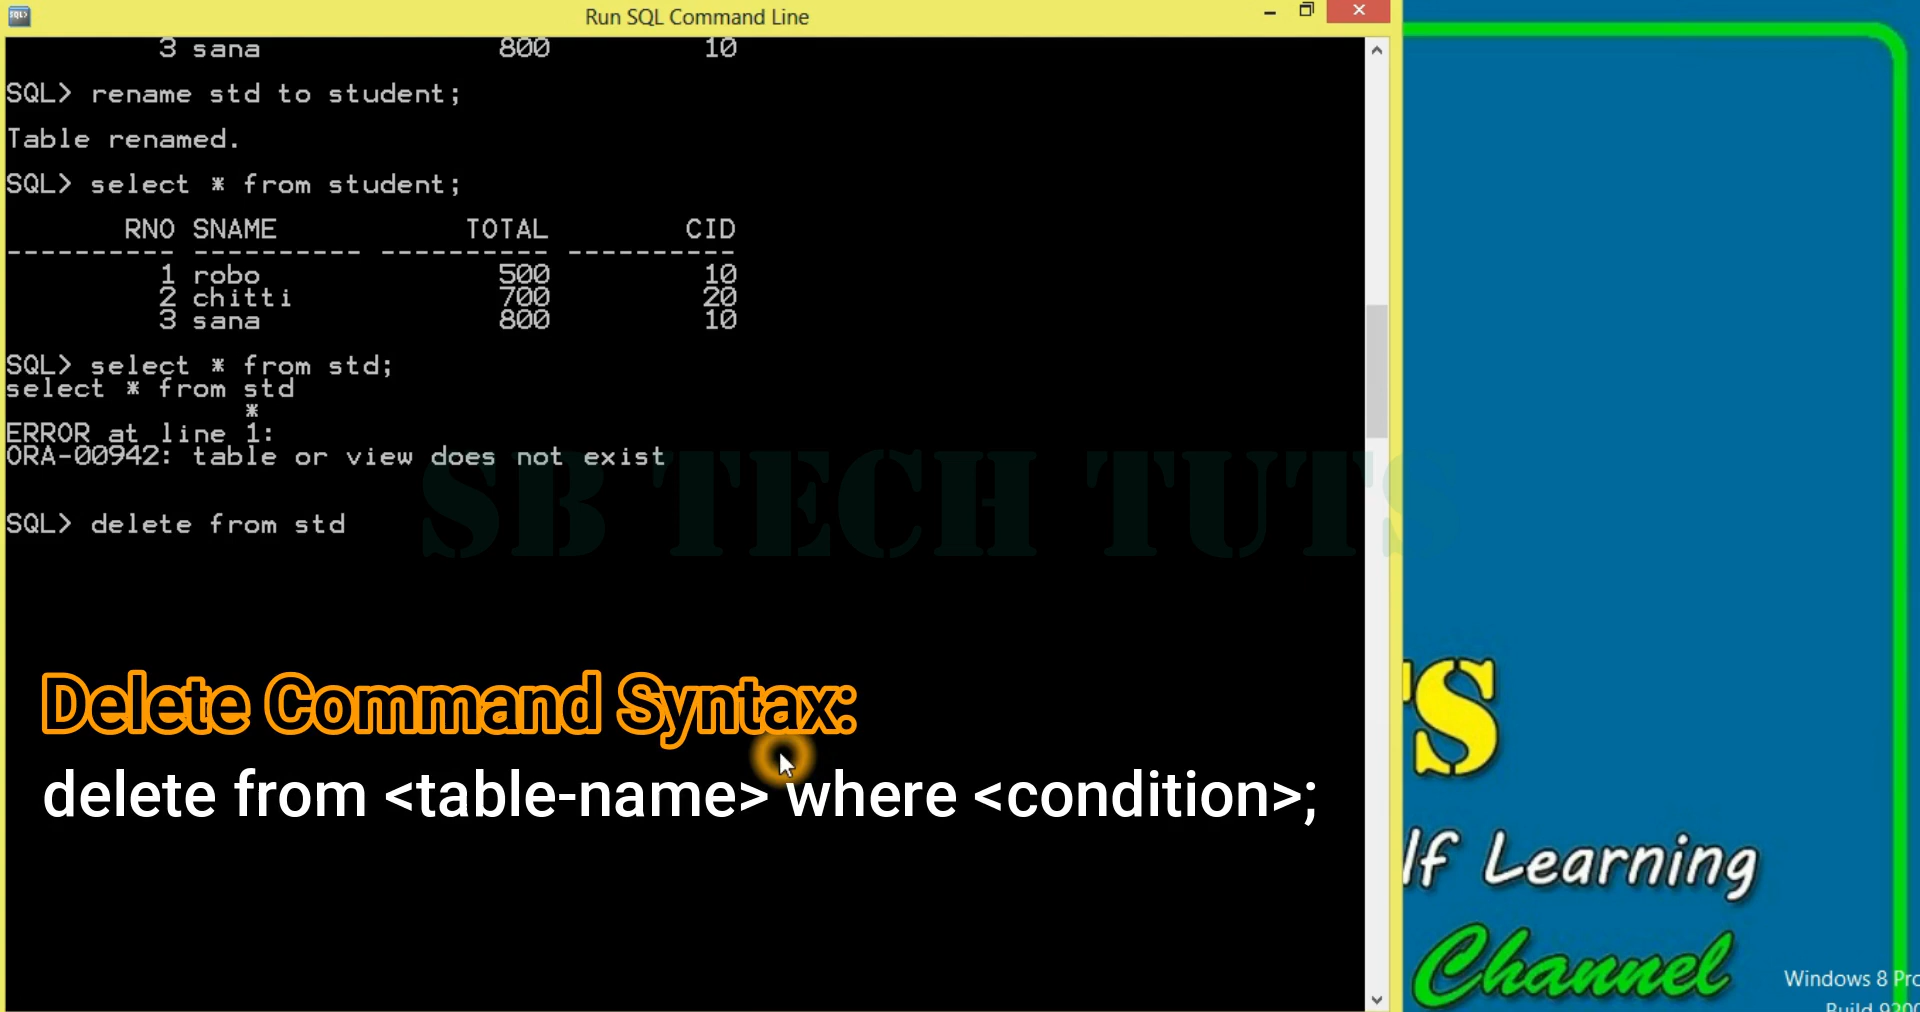 Run SQL Command Line
3 sana 800 10
SQL> rename std to student;
Table renamed.
SQL> select * from student;
RNO SNAME TOTAL CID
---------- ---------- ---------- ----------
1 robo 500 10
2 chitti 700 20
3 sana 800 10
SQL> select * from std;
select * from std
*
ERROR at line 1:
ORA-00942: table or view does not exist
SQL> delete from std
SB TECH TUTS
Delete Command Syntax:
delete from <table-name> where <condition>;
TS
lf Learning
Channel
Windows 8 Pro
Build 9200